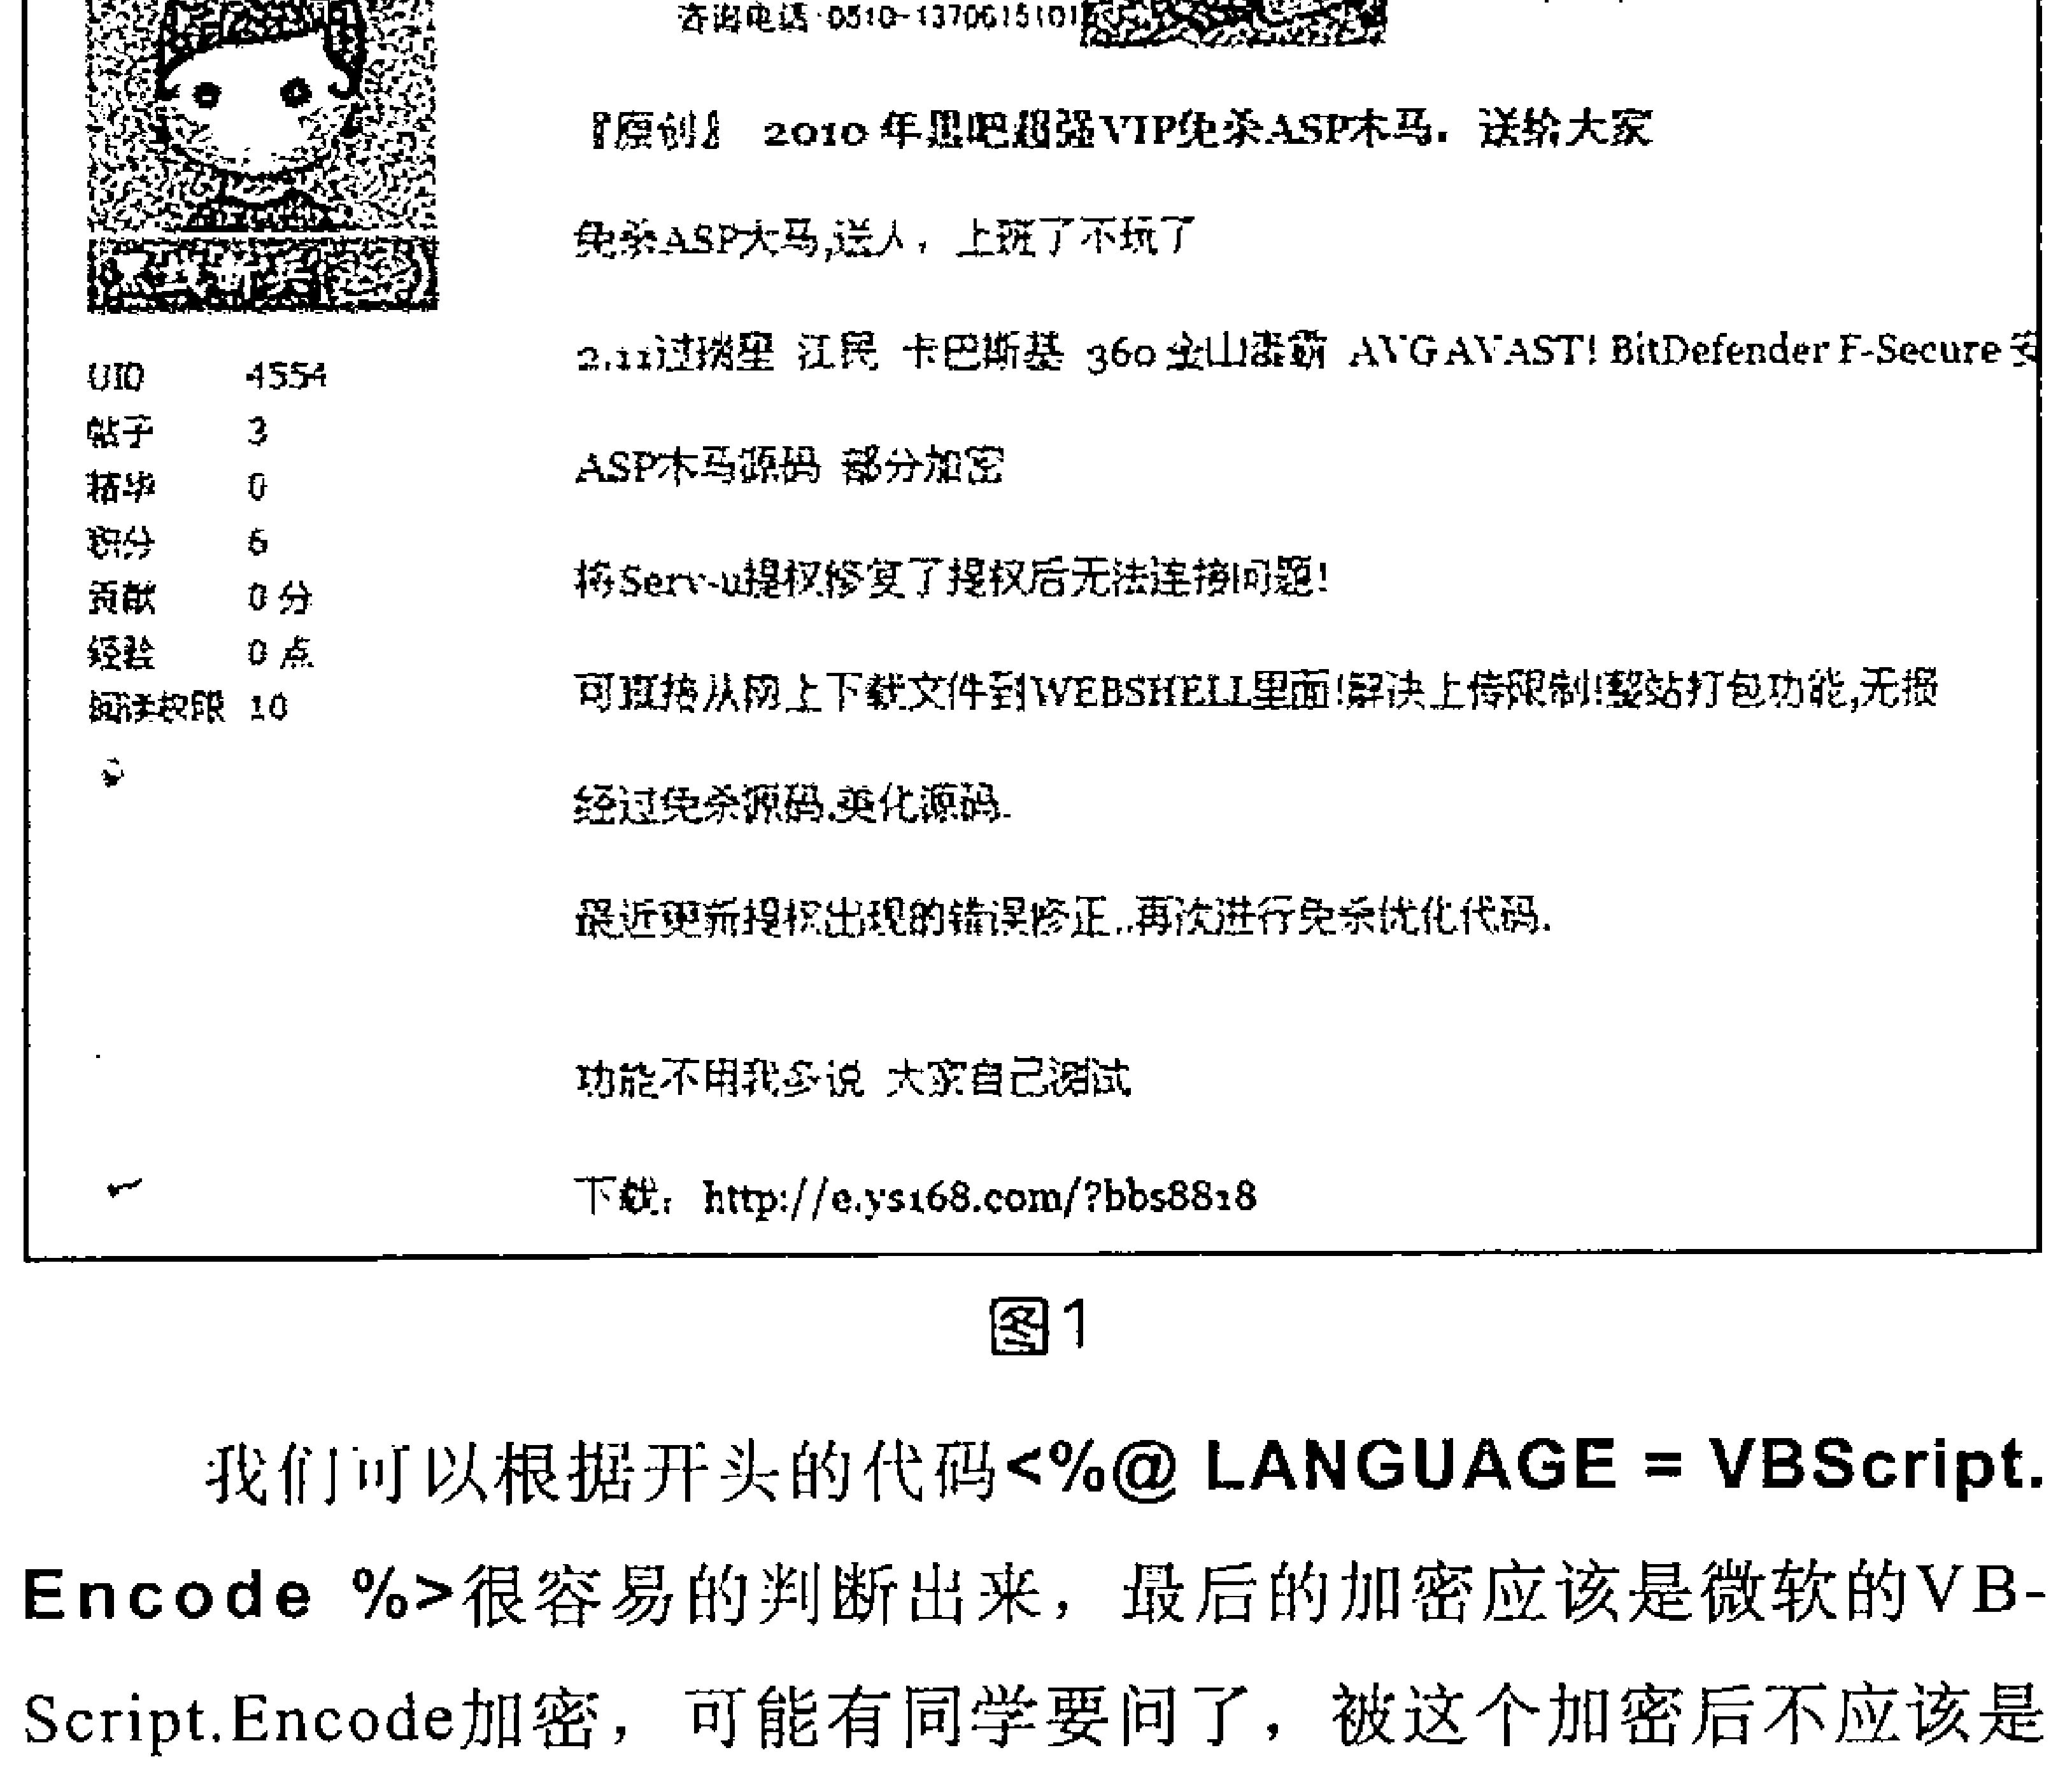 咨询电话:0510-1370615101
『原创』 2010年思吧超强VIP免杀ASP木马. 送给大家
免杀ASP大马,送人, 上班了不玩了
UID 4554
帖子 3
精华 0
积分 6
贡献 0 分
经验 0 点
阅读权限 10
2.11过瑞星 江民 卡巴斯基 360 金山毒霸 AVG AVAST! BitDefender F-Secure 安
ASP木马源码 部分加密
将Serv-u提权修复了提权后无法连接问题!
可直接从网上下载文件到WEBSHELL里面!解决上传限制!整站打包功能,无损
经过免杀源码.美化源码.
最近更新提权出现的错误修正..再次进行免杀优化代码.
功能不用我多说 大家自己测试
下载: http://e.ys168.com/?bbs8818
图1
我们可以根据开头的代码<%@ LANGUAGE = VBScript.
Encode %>很容易的判断出来，最后的加密应该是微软的VB-
Script.Encode加密，可能有同学要问了，被这个加密后不应该是